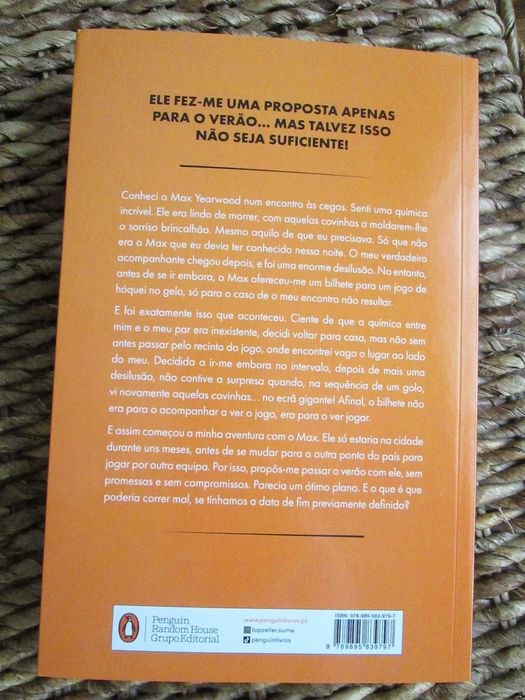 ELE FEZ-ME UMA PROPOSTA APENAS
PARA O VERÃO... MAS TALVEZ ISSO
NÃO SEJA SUFICIENTE!
Conheci o Max Yearwood num encontro às cegas. Senti uma química
incrível. Ele era lindo de morrer, com aquelas covinhas a moldarem-lhe
o sorriso brincalhão. Mesmo aquilo de que eu precisava. Só que não
era o Max que eu devia ter conhecido nessa noite. O meu verdadeiro
acompanhante chegou depois, e foi uma enorme desilusão. No entanto,
antes de se ir embora, o Max ofereceu-me um bilhete para um jogo de
hóquei no gelo, só para o caso de o meu encontro não resultar.
E foi exatamente isso que aconteceu. Ciente de que a química entre
mim e o meu par era inexistente, decidi voltar para casa, mas não sem
antes passar pelo recinto do jogo, onde encontrei vago o lugar ao lado
do meu. Decidida a ir-me embora no intervalo, depois de mais uma
desilusão, não contive a surpresa quando, na sequência de um golo,
vi novamente aquelas covinhas... no ecrã gigante! Afinal, o bilhete não
era para o acompanhar a ver o jogo, era para o ver jogar.
E assim começou a minha aventura com o Max. Ele só estaria na cidade
durante uns meses, antes de se mudar para a outra ponta do país para
jogar por outra equipa. Por isso, propôs-me passar o verão com ele, sem
promessas e sem compromissos. Parecia um ótimo plano. E o que é que
poderia correr mal, se tínhamos a data de fim previamente definida?
Penguin
Random House
Grupo Editorial
www.penguinlivros.pt
topseller.suma
penguinlivros
ISBN: 978-989-583-979-7
9 789895 839797